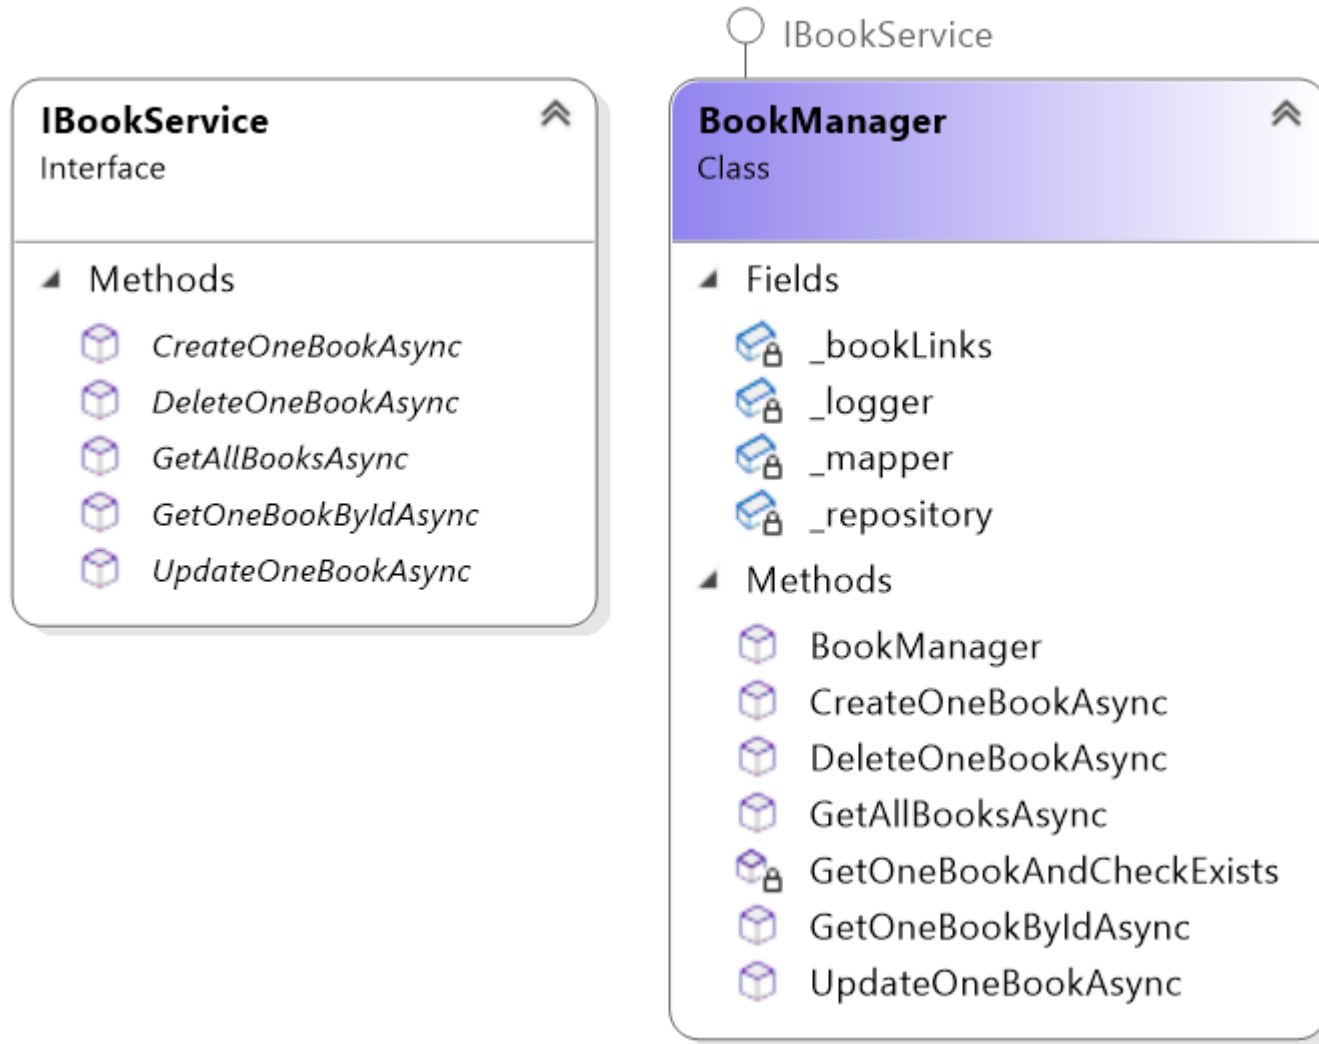 IBookService
Interface
Methods
CreateOneBookAsync
DeleteOneBookAsync
GetAllBooksAsync
GetOneBookByIdAsync
UpdateOneBookAsync
IBookService
BookManager
Class
Fields
_bookLinks
_logger
_mapper
_repository
Methods
BookManager
CreateOneBookAsync
DeleteOneBookAsync
GetAllBooksAsync
GetOneBookAndCheckExists
GetOneBookByIdAsync
UpdateOneBookAsync